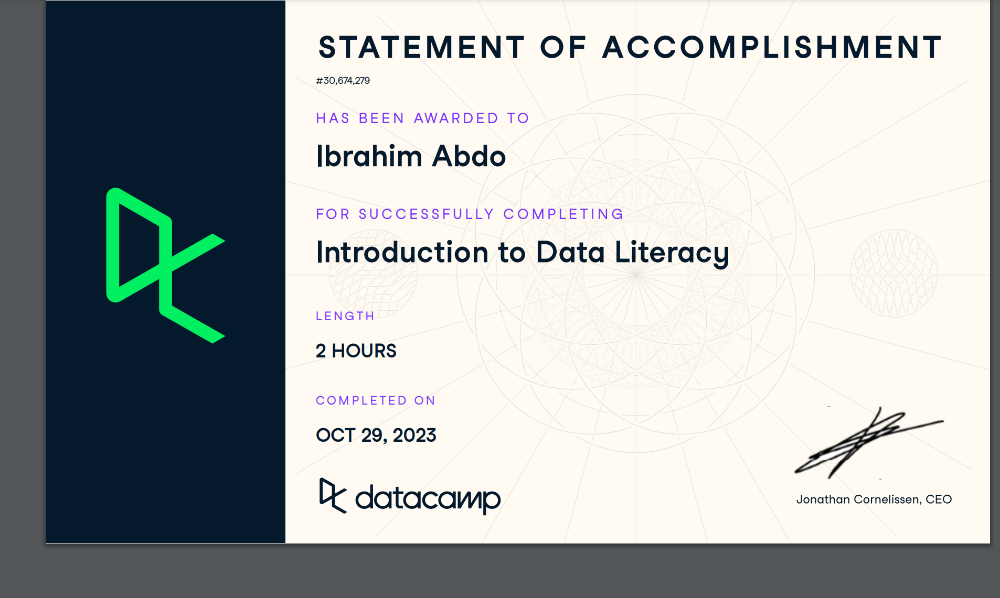 STATEMENT OF ACCOMPLISHMENT
#30,674,279
HAS BEEN AWARDED TO
Ibrahim Abdo
FOR SUCCESSFULLY COMPLETING
Introduction to Data Literacy
LENGTH
2 HOURS
COMPLETED ON
OCT 29, 2023
datacamp
Jonathan Cornelissen, CEO